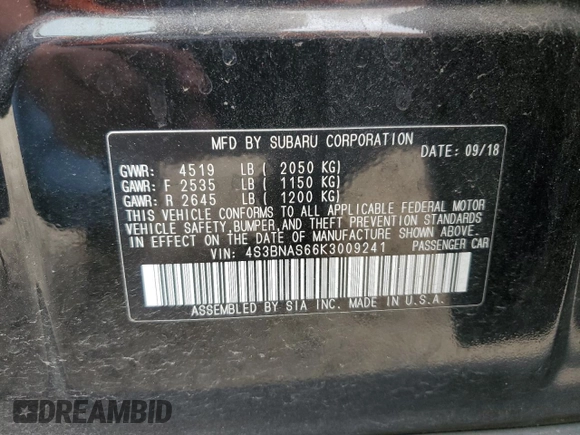 MFD BY SUBARU CORPORATION
DATE: 09/18
GVWR: 4519 LB ( 2050 KG)
GAWR: F 2535 LB ( 1150 KG)
GAWR: R 2645 LB ( 1200 KG)
THIS VEHICLE CONFORMS TO ALL APPLICABLE FEDERAL MOTOR
VEHICLE SAFETY,BUMPER,AND THEFT PREVENTION STANDARDS
IN EFFECT ON THE DATE OF MANUFACTURE SHOWN ABOVE.
VIN: 4S3BNAS66K3009241 PASSENGER CAR
ASSEMBLED BY SIA INC. MADE IN U.S.A.
DREAMBID